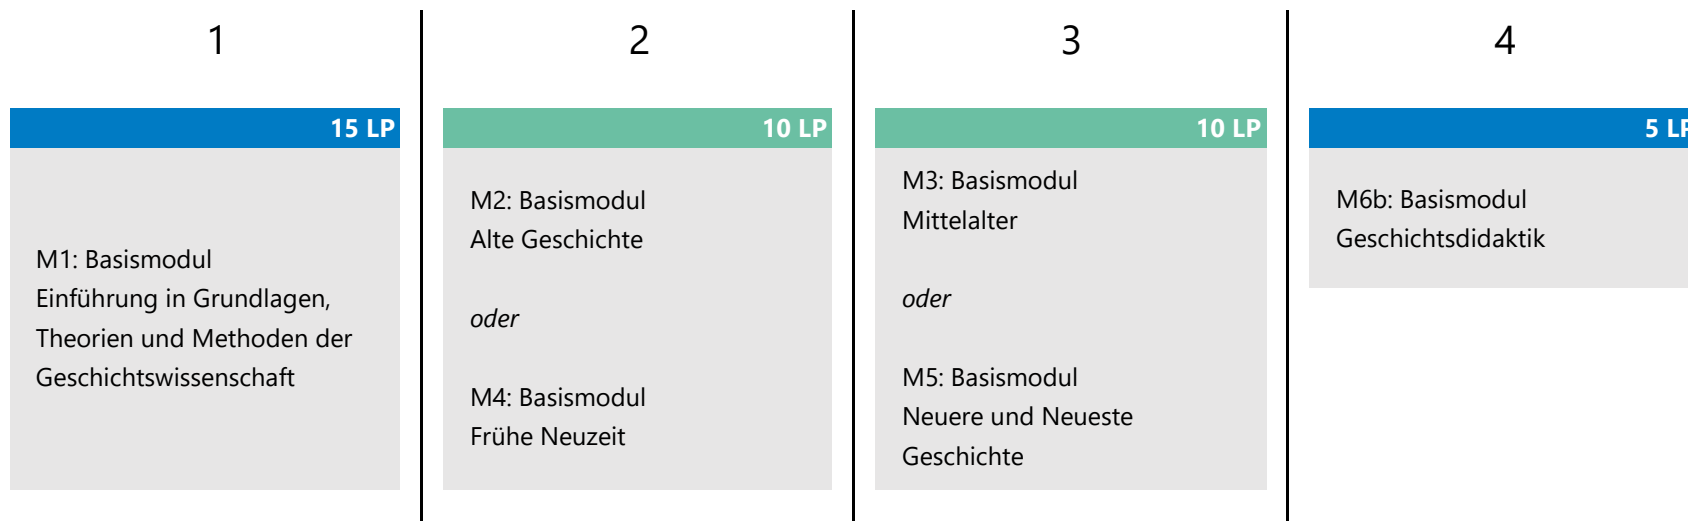 1
2
3
4
15 LP
10 LP
10 LP
5 LP
M1: Basismodul
Einführung in Grundlagen,
Theorien und Methoden der
Geschichtswissenschaft
M2: Basismodul
Alte Geschichte
oder
M4: Basismodul
Frühe Neuzeit
M3: Basismodul
Mittelalter
oder
M5: Basismodul
Neuere und Neueste
Geschichte
M6b: Basismodul
Geschichtsdidaktik